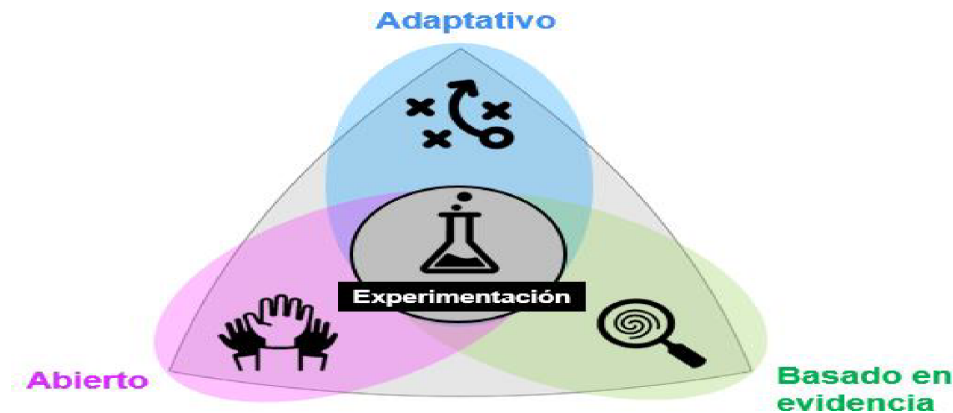 Adaptativo
Experimentación
Abierto
Basado en
evidencia